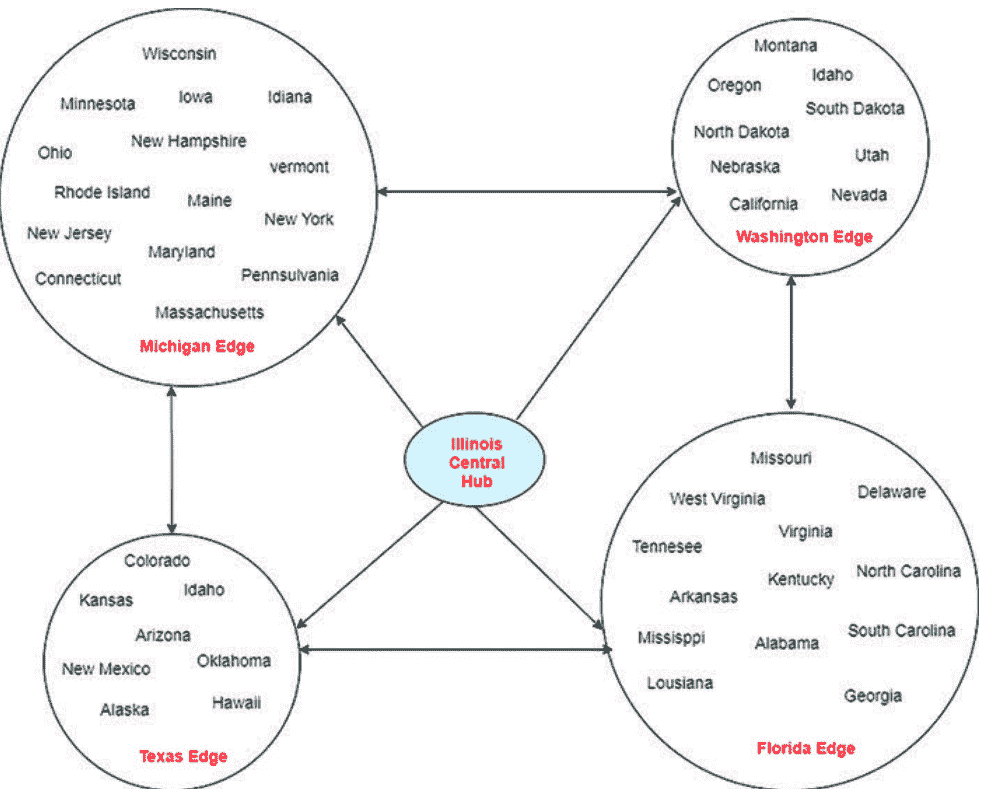 Wisconsin
Minnesota
Iowa
Idiana
New Hampshire
Ohio
vermont
Rhode Island
Maine
New York
New Jersey
Maryland
Connecticut
Pennsulvania
Massachusetts
Michigan Edge
Montana
Oregon
Idaho
South Dakota
North Dakota
Nebraska
Utah
California
Nevada
Washington Edge
Illinois
Central
Hub
Colorado
Kansas
Idaho
Arizona
New Mexico
Oklahoma
Alaska
Hawaii
Texas Edge
Missouri
West Virginia
Delaware
Virginia
Tennesee
Kentucky
North Carolina
Arkansas
Missisppi
Alabama
South Carolina
Lousiana
Georgia
Florida Edge